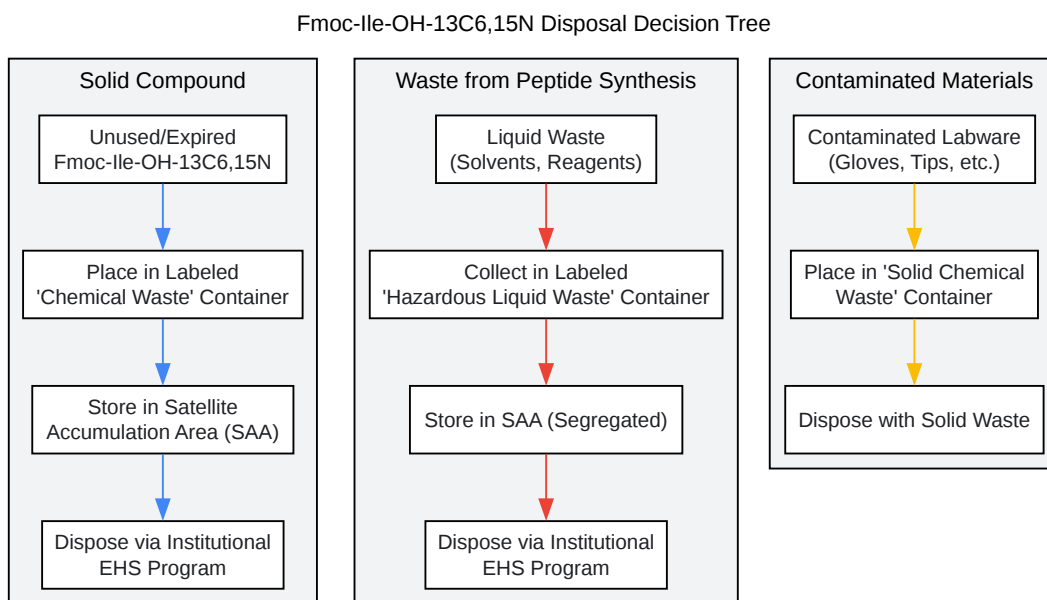 Fmoc-Ile-OH-13C6,15N Disposal Decision Tree
Solid Compound
Unused/Expired
Fmoc-Ile-OH-13C6,15N
Place in Labeled
'Chemical Waste' Container
Store in Satellite
Accumulation Area (SAA)
Dispose via Institutional
EHS Program
Waste from Peptide Synthesis
Liquid Waste
(Solvents, Reagents)
Collect in Labeled
'Hazardous Liquid Waste' Container
Store in SAA (Segregated)
Dispose via Institutional
EHS Program
Contaminated Materials
Contaminated Labware
(Gloves, Tips, etc.)
Place in 'Solid Chemical
Waste' Container
Dispose with Solid Waste